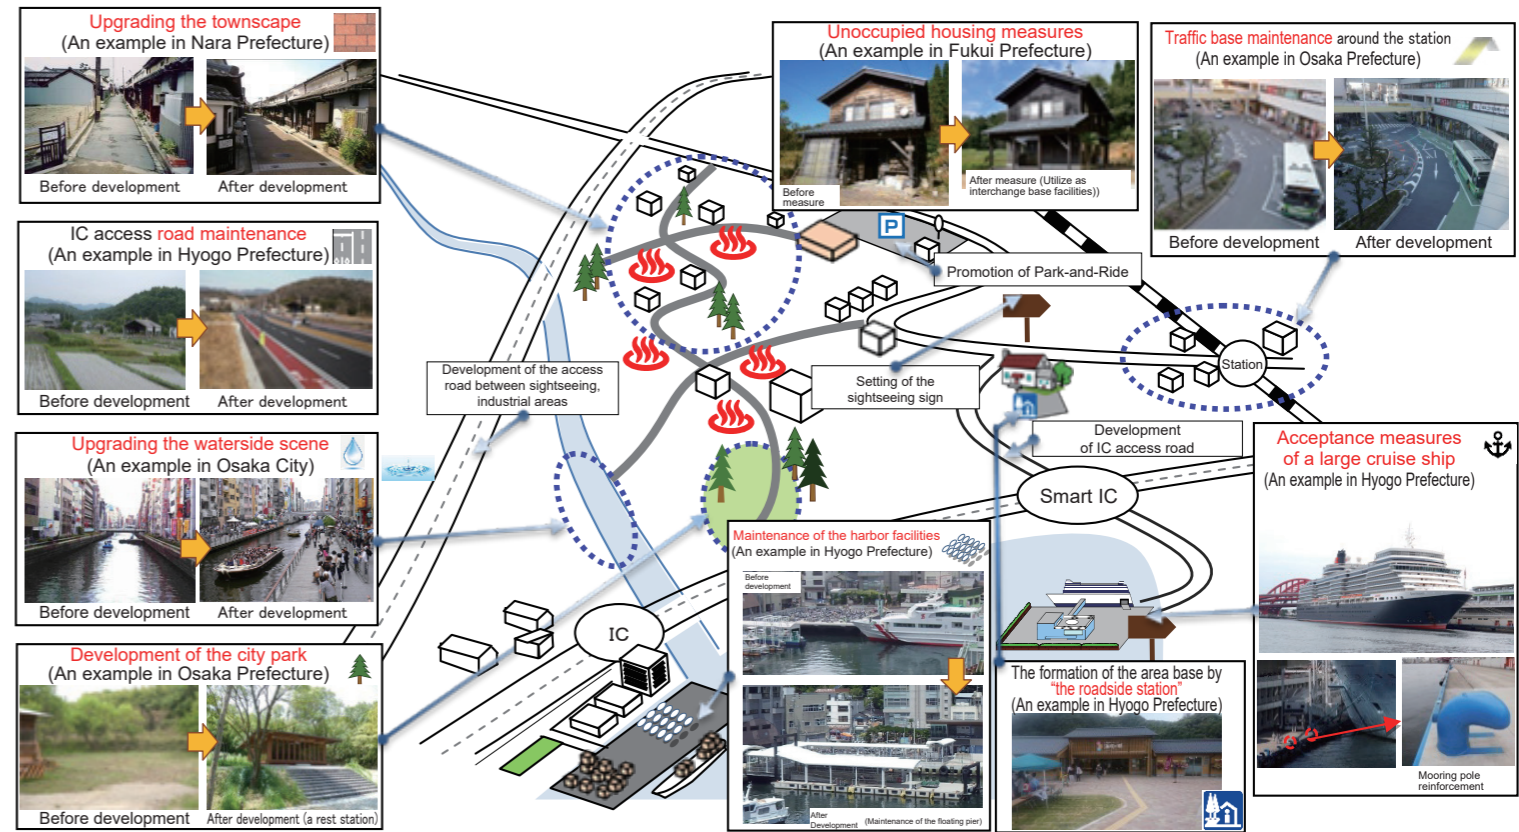 Upgrading the townscape
(An example in Nara Prefecture)
Before development
After development
IC access road maintenance
(An example in Hyogo Prefecture)
Before development
After development
Upgrading the waterside scene
(An example in Osaka City)
Before development
After development
Development of the city park
(An example in Osaka Prefecture)
Before development
After development (a rest station)
Development of the access
road between sightseeing,
industrial areas
IC
Unoccupied housing measures
(An example in Fukui Prefecture)
Before
measure
After measure (Utilize as
interchange base facilities))
P
Promotion of Park-and-Ride
Setting of the
sightseeing sign
Development
of IC access road
Smart IC
Station
Maintenance of the harbor facilities
(An example in Hyogo Prefecture)
Before
development
After
Development
(Maintenance of the floating pier)
The formation of the area base by
“the roadside station”
(An example in Hyogo Prefecture)
Traffic base maintenance around the station
(An example in Osaka Prefecture)
Before development
After development
Acceptance measures
of a large cruise ship
(An example in Hyogo Prefecture)
Mooring pole
reinforcement